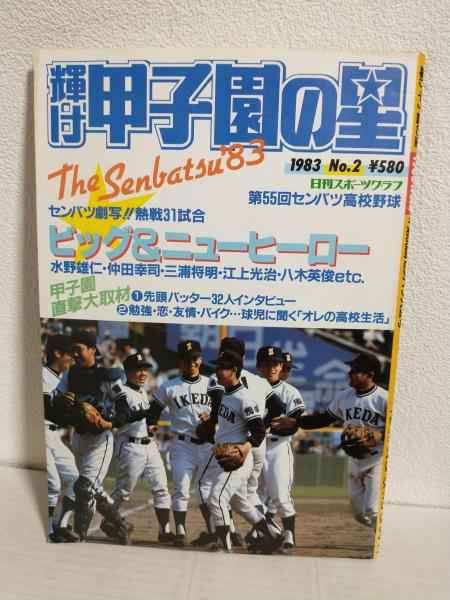 輝け甲子園の星
The Senbatsu '83
1983 No.2 ¥580
日刊スポーツグラフ
第55回センバツ高校野球
センバツ劇写!!熱戦31試合
ビッグ&ニューヒーロー
水野雄仁・仲田幸司・三浦将明・江上光治・八木英俊etc.
甲子園
直撃大取材
①先頭バッター32人インタビュー
②勉強・恋・友情・バイク…球児に聞く「オレの高校生活」
IKEDA
IKEDA
IKEDA